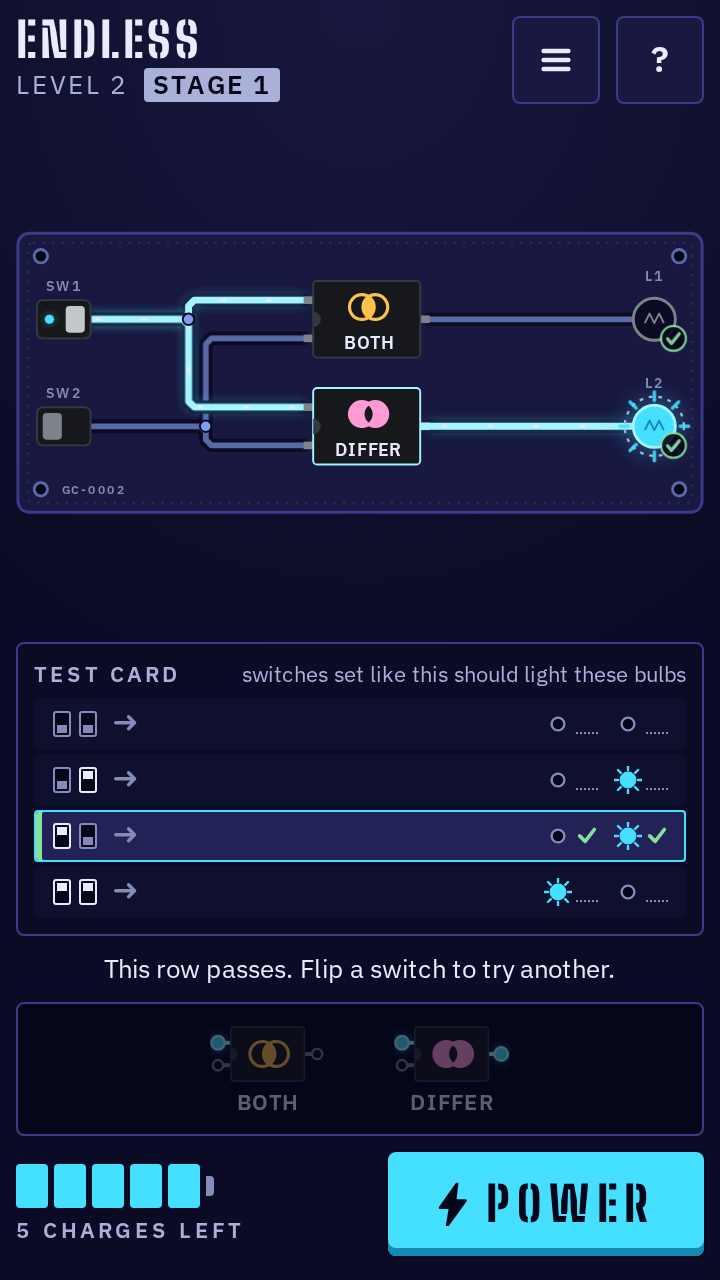 ENDLESS
LEVEL 2 STAGE 1
?
SW1
L1
BOTH
SW2
L2
DIFFER
GC-0002
TEST CARD switches set like this should light these bulbs
This row passes. Flip a switch to try another.
BOTH DIFFER
5 CHARGES LEFT
POWER